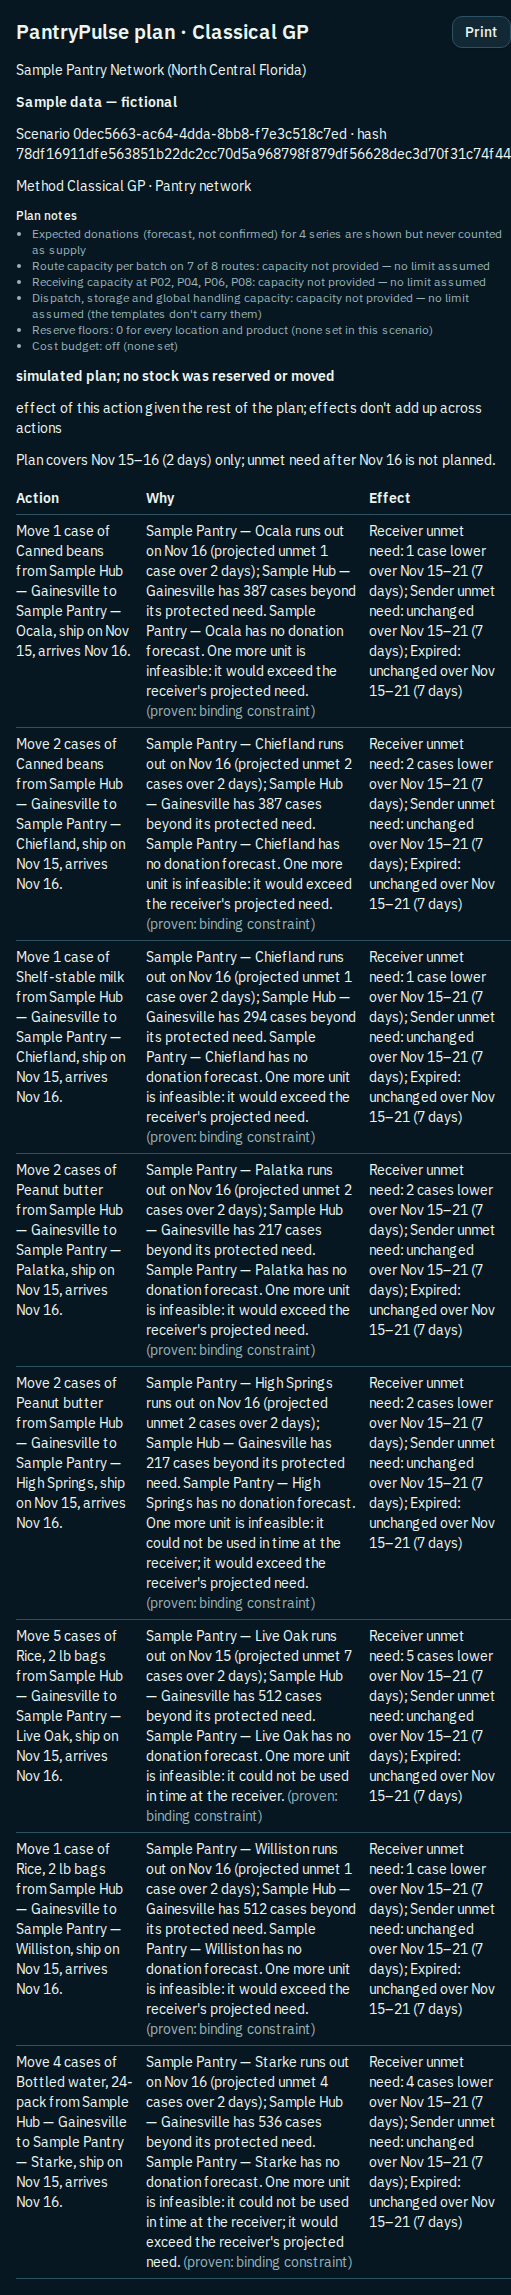 PantryPulse plan · Classical GP
Print
Sample Pantry Network (North Central Florida)
Sample data — fictional
Scenario 0dec5663-ac64-4dda-8bb8-f7e3c518c7ed · hash
78df16911dfe563851b22dc2cc70d5a968798f879df56628dec3d70f31c74f44
Method Classical GP · Pantry network
Plan notes
• Expected donations (forecast, not confirmed) for 4 series are shown but never counted
as supply
• Route capacity per batch on 7 of 8 routes: capacity not provided — no limit assumed
• Receiving capacity at P02, P04, P06, P08: capacity not provided — no limit assumed
• Dispatch, storage and global handling capacity: capacity not provided — no limit
assumed (the templates don't carry them)
• Reserve floors: 0 for every location and product (none set in this scenario)
• Cost budget: off (none set)
simulated plan; no stock was reserved or moved
effect of this action given the rest of the plan; effects don't add up across
actions
Plan covers Nov 15–16 (2 days) only; unmet need after Nov 16 is not planned.
Action
Why
Effect
Move 1 case of
Canned beans
from Sample Hub
— Gainesville to
Sample Pantry —
Ocala, ship on Nov
15, arrives Nov 16.
Sample Pantry — Ocala runs out
on Nov 16 (projected unmet 1
case over 2 days); Sample Hub —
Gainesville has 387 cases beyond
its protected need. Sample
Pantry — Ocala has no donation
forecast. One more unit is
infeasible: it would exceed the
receiver's projected need.
(proven: binding constraint)
Receiver unmet
need: 1 case lower
over Nov 15–21 (7
days); Sender unmet
need: unchanged
over Nov 15–21 (7
days); Expired:
unchanged over Nov
15–21 (7 days)
Move 2 cases of
Canned beans
from Sample Hub
— Gainesville to
Sample Pantry —
Chiefland, ship on
Nov 15, arrives
Nov 16.
Sample Pantry — Chiefland runs
out on Nov 16 (projected unmet 2
cases over 2 days); Sample Hub
— Gainesville has 387 cases
beyond its protected need.
Sample Pantry — Chiefland has
no donation forecast. One more
unit is infeasible: it would exceed
the receiver's projected need.
(proven: binding constraint)
Receiver unmet
need: 2 cases lower
over Nov 15–21 (7
days); Sender unmet
need: unchanged
over Nov 15–21 (7
days); Expired:
unchanged over Nov
15–21 (7 days)
Move 1 case of
Shelf-stable milk
from Sample Hub
— Gainesville to
Sample Pantry —
Chiefland, ship on
Nov 15, arrives
Nov 16.
Sample Pantry — Chiefland runs
out on Nov 16 (projected unmet 1
case over 2 days); Sample Hub —
Gainesville has 294 cases beyond
its protected need. Sample
Pantry — Chiefland has no
donation forecast. One more unit
is infeasible: it would exceed the
receiver's projected need.
(proven: binding constraint)
Receiver unmet
need: 1 case lower
over Nov 15–21 (7
days); Sender unmet
need: unchanged
over Nov 15–21 (7
days); Expired:
unchanged over Nov
15–21 (7 days)
Move 2 cases of
Peanut butter
from Sample Hub
— Gainesville to
Sample Pantry —
Palatka, ship on
Nov 15, arrives
Nov 16.
Sample Pantry — Palatka runs
out on Nov 16 (projected unmet 2
cases over 2 days); Sample Hub
— Gainesville has 217 cases
beyond its protected need.
Sample Pantry — Palatka has no
donation forecast. One more unit
is infeasible: it would exceed the
receiver's projected need.
(proven: binding constraint)
Receiver unmet
need: 2 cases lower
over Nov 15–21 (7
days); Sender unmet
need: unchanged
over Nov 15–21 (7
days); Expired:
unchanged over Nov
15–21 (7 days)
Move 2 cases of
Peanut butter
from Sample Hub
— Gainesville to
Sample Pantry —
High Springs, ship
on Nov 15, arrives
Nov 16.
Sample Pantry — High Springs
runs out on Nov 16 (projected
unmet 2 cases over 2 days);
Sample Hub — Gainesville has
217 cases beyond its protected
need. Sample Pantry — High
Springs has no donation forecast.
One more unit is infeasible: it
could not be used in time at the
receiver; it would exceed the
receiver's projected need.
(proven: binding constraint)
Receiver unmet
need: 2 cases lower
over Nov 15–21 (7
days); Sender unmet
need: unchanged
over Nov 15–21 (7
days); Expired:
unchanged over Nov
15–21 (7 days)
Move 5 cases of
Rice, 2 lb bags
from Sample Hub
— Gainesville to
Sample Pantry —
Live Oak, ship on
Nov 15, arrives
Nov 16.
Sample Pantry — Live Oak runs
out on Nov 15 (projected unmet 7
cases over 2 days); Sample Hub
— Gainesville has 512 cases
beyond its protected need.
Sample Pantry — Live Oak has no
donation forecast. One more unit
is infeasible: it could not be used
in time at the receiver. (proven:
binding constraint)
Receiver unmet
need: 5 cases lower
over Nov 15–21 (7
days); Sender unmet
need: unchanged
over Nov 15–21 (7
days); Expired:
unchanged over Nov
15–21 (7 days)
Move 1 case of
Rice, 2 lb bags
from Sample Hub
— Gainesville to
Sample Pantry —
Williston, ship on
Nov 15, arrives
Nov 16.
Sample Pantry — Williston runs
out on Nov 16 (projected unmet 1
case over 2 days); Sample Hub —
Gainesville has 512 cases beyond
its protected need. Sample
Pantry — Williston has no
donation forecast. One more unit
is infeasible: it would exceed the
receiver's projected need.
(proven: binding constraint)
Receiver unmet
need: 1 case lower
over Nov 15–21 (7
days); Sender unmet
need: unchanged
over Nov 15–21 (7
days); Expired:
unchanged over Nov
15–21 (7 days)
Move 4 cases of
Bottled water, 24-
pack from Sample
Hub — Gainesville
to Sample Pantry
— Starke, ship on
Nov 15, arrives
Nov 16.
Sample Pantry — Starke runs out
on Nov 16 (projected unmet 4
cases over 2 days); Sample Hub
— Gainesville has 536 cases
beyond its protected need.
Sample Pantry — Starke has no
donation forecast. One more unit
is infeasible: it could not be used
in time at the receiver; it would
exceed the receiver's projected
need. (proven: binding constraint)
Receiver unmet
need: 4 cases lower
over Nov 15–21 (7
days); Sender unmet
need: unchanged
over Nov 15–21 (7
days); Expired:
unchanged over Nov
15–21 (7 days)